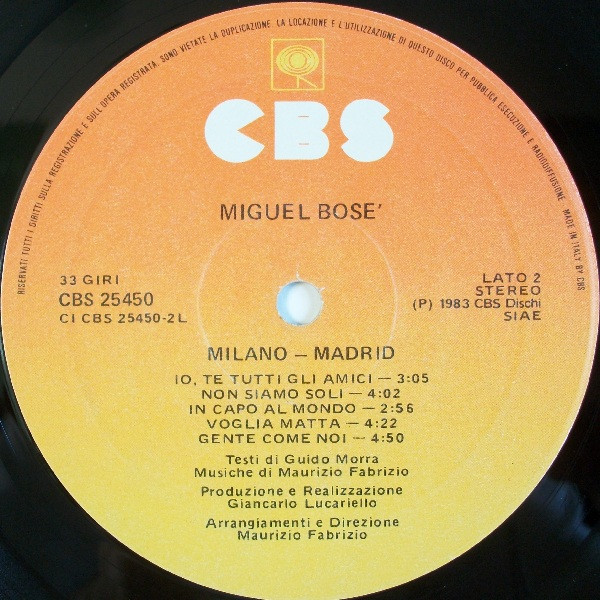 RISERVATI TUTTI I DIRITTI SULLA REGISTRAZIONE E SULL'OPERA REGISTRATA. SONO VIETATE LA DUPLICAZIONE, LA LOCAZIONE E L'UTILIZZAZIONE DI QUESTO DISCO PER PUBBLICA ESECUZIONE E RADIODIFFUSIONE. MADE IN ITALY BY CBS
CBS
MIGUEL BOSE'
33 GIRI
CBS 25450
CI CBS 25450-2L
LATO 2
STEREO
(P) 1983 CBS Dischi
SIAE
MILANO – MADRID
IO, TE TUTTI GLI AMICI – 3:05
NON SIAMO SOLI – 4:02
IN CAPO AL MONDO – 2:56
VOGLIA MATTA – 4:22
GENTE COME NOI – 4:50
Testi di Guido Morra
Musiche di Maurizio Fabrizio
Produzione e Realizzazione
Giancarlo Lucariello
Arrangiamenti e Direzione
Maurizio Fabrizio